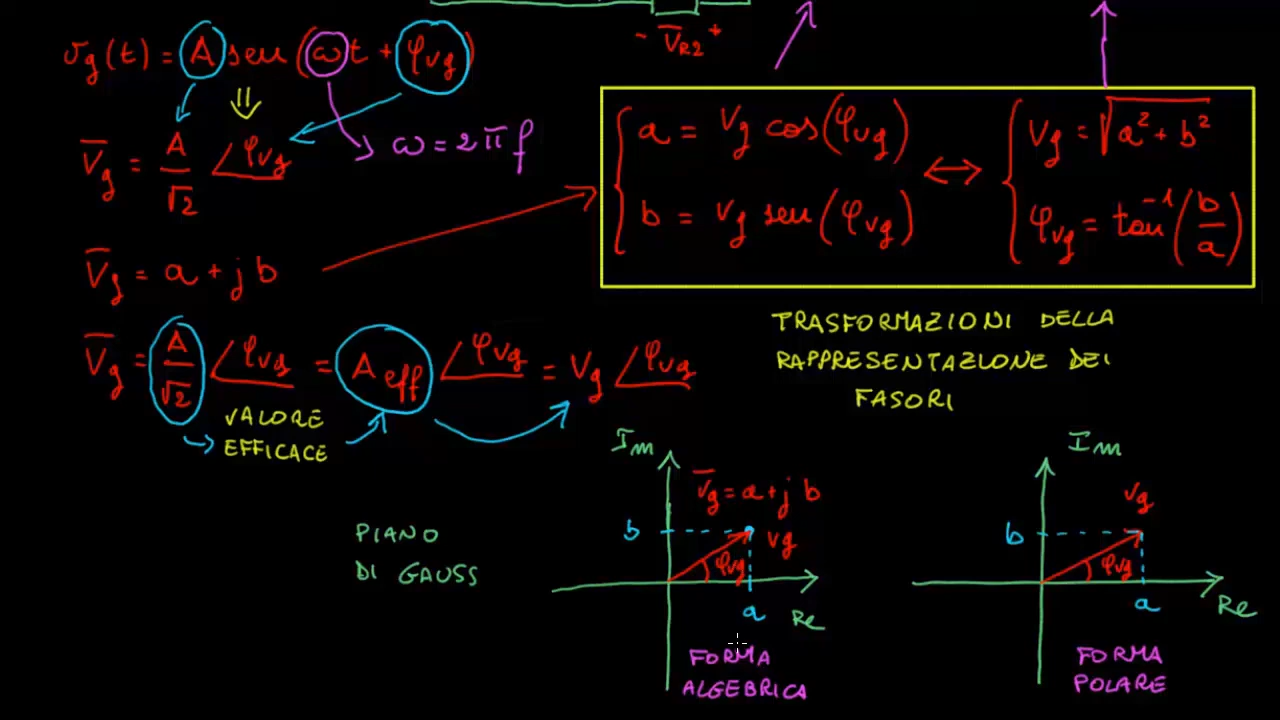 - V̅R2 +
vg(t) = A sen(ωt + φvg)
V̅g = A/√2 ∠φvg
ω = 2πf
V̅g = a + jb
a = Vg cos(φvg)
b = Vg sen(φvg)
↔
Vg = √a² + b²
φvg = tan⁻¹(b/a)
V̅g = A/√2 ∠φvg = Aeff ∠φvg = Vg ∠φvg
VALORE
EFFICACE
TRASFORMAZIONI DELLA
RAPPRESENTAZIONE DEI
FASORI
PIANO
DI GAUSS
Im
V̅g = a + j b
b
Vg
φvg
a
Re
FORMA
ALGEBRICA
Im
Vg
b
φvg
a
Re
FORMA
POLARE